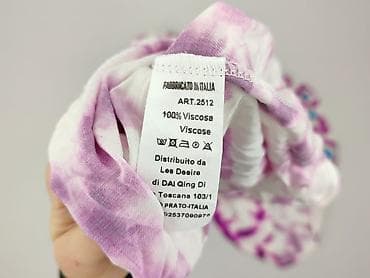 FABBRICATO IN ITALIA
ART.2512
100% Viscosa
Viscose
Distribuito da
Les Desire
di DAI Qing Di
Toscana 103/1
PRATO-ITALIA